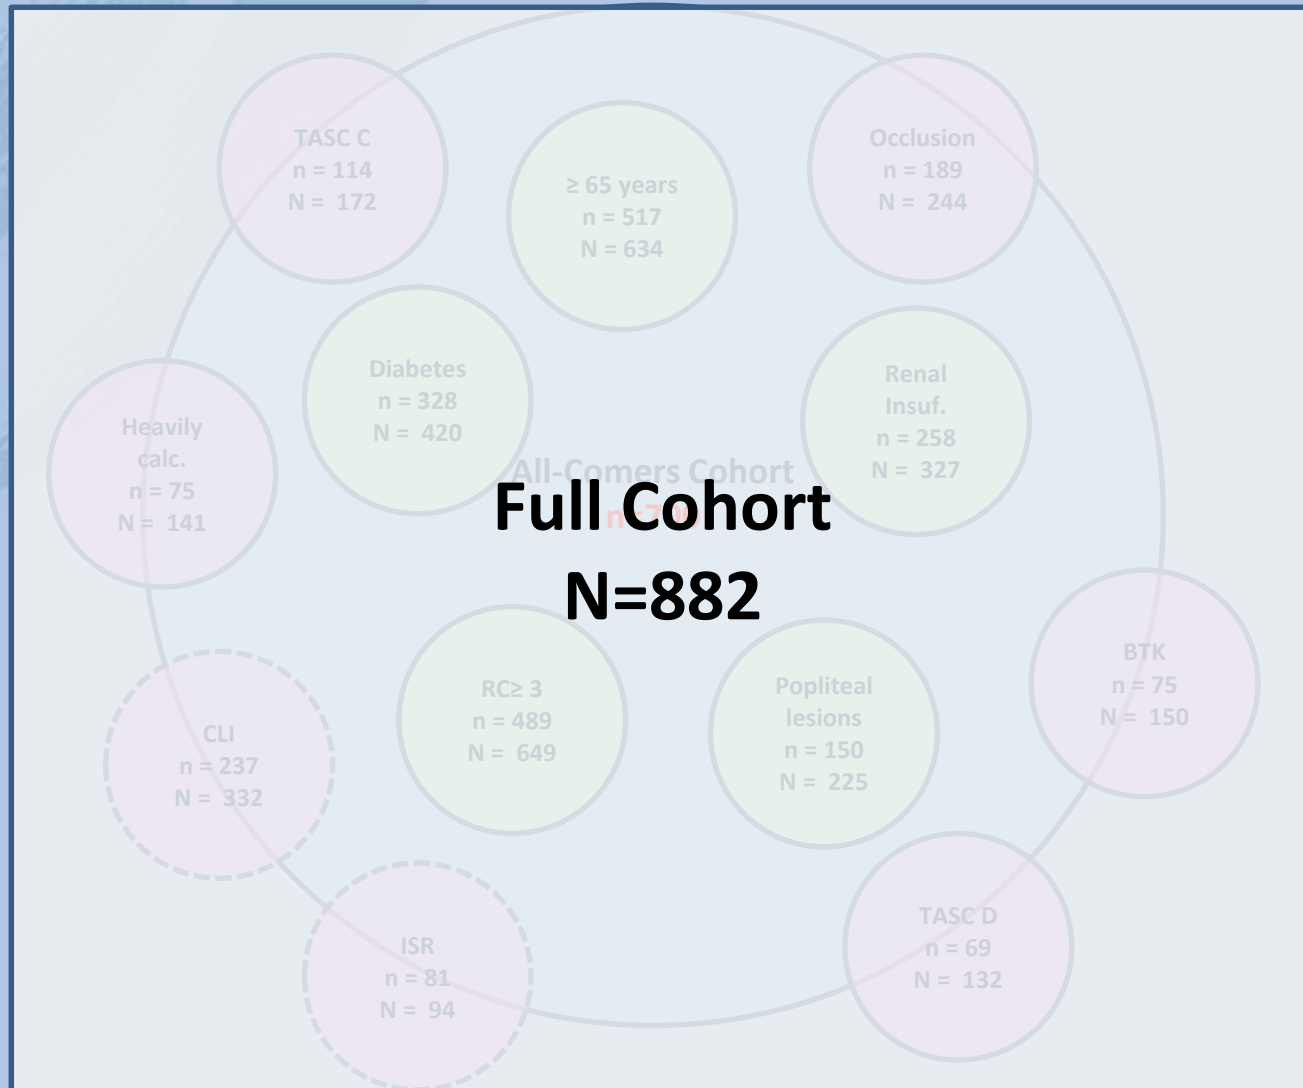 TASC C
n = 114
N = 172
≥ 65 years
n = 517
N = 634
Occlusion
n = 189
N = 244
Diabetes
n = 328
N = 420
Renal
Insuf.
n = 258
N = 327
Heavily
calc.
n = 75
N = 141
All-Comers Cohort
Full Cohort
N=882
RC≥ 3
n = 489
N = 649
Popliteal
lesions
n = 150
N = 225
BTK
n = 75
N = 150
CLI
n = 237
N = 332
ISR
n = 81
N = 94
TASC D
n = 69
N = 132